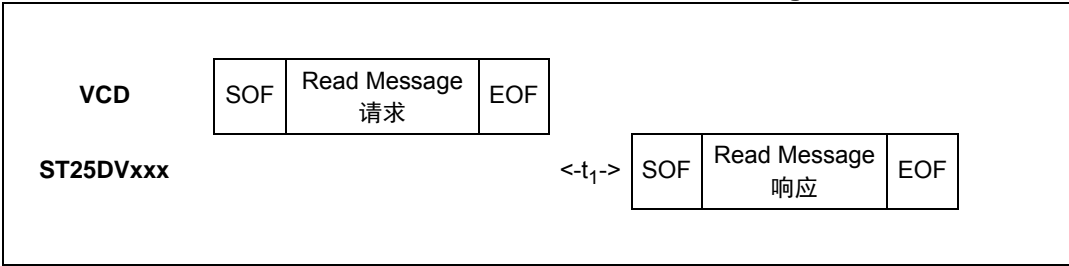 VCD SOF Read Message EOF
请求
ST25DVxxx <-t1-> SOF Read Message EOF
响应